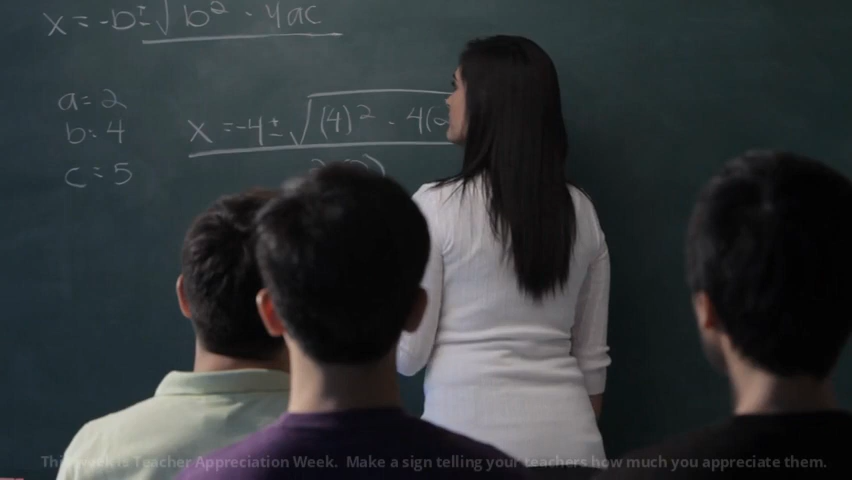 x = -b ± √ b² - 4ac
a = 2
b: 4
c = 5
x = -4 ± √ (4)² - 4(2
This week is Teacher Appreciation Week. Make a sign telling your teachers how much you appreciate them.